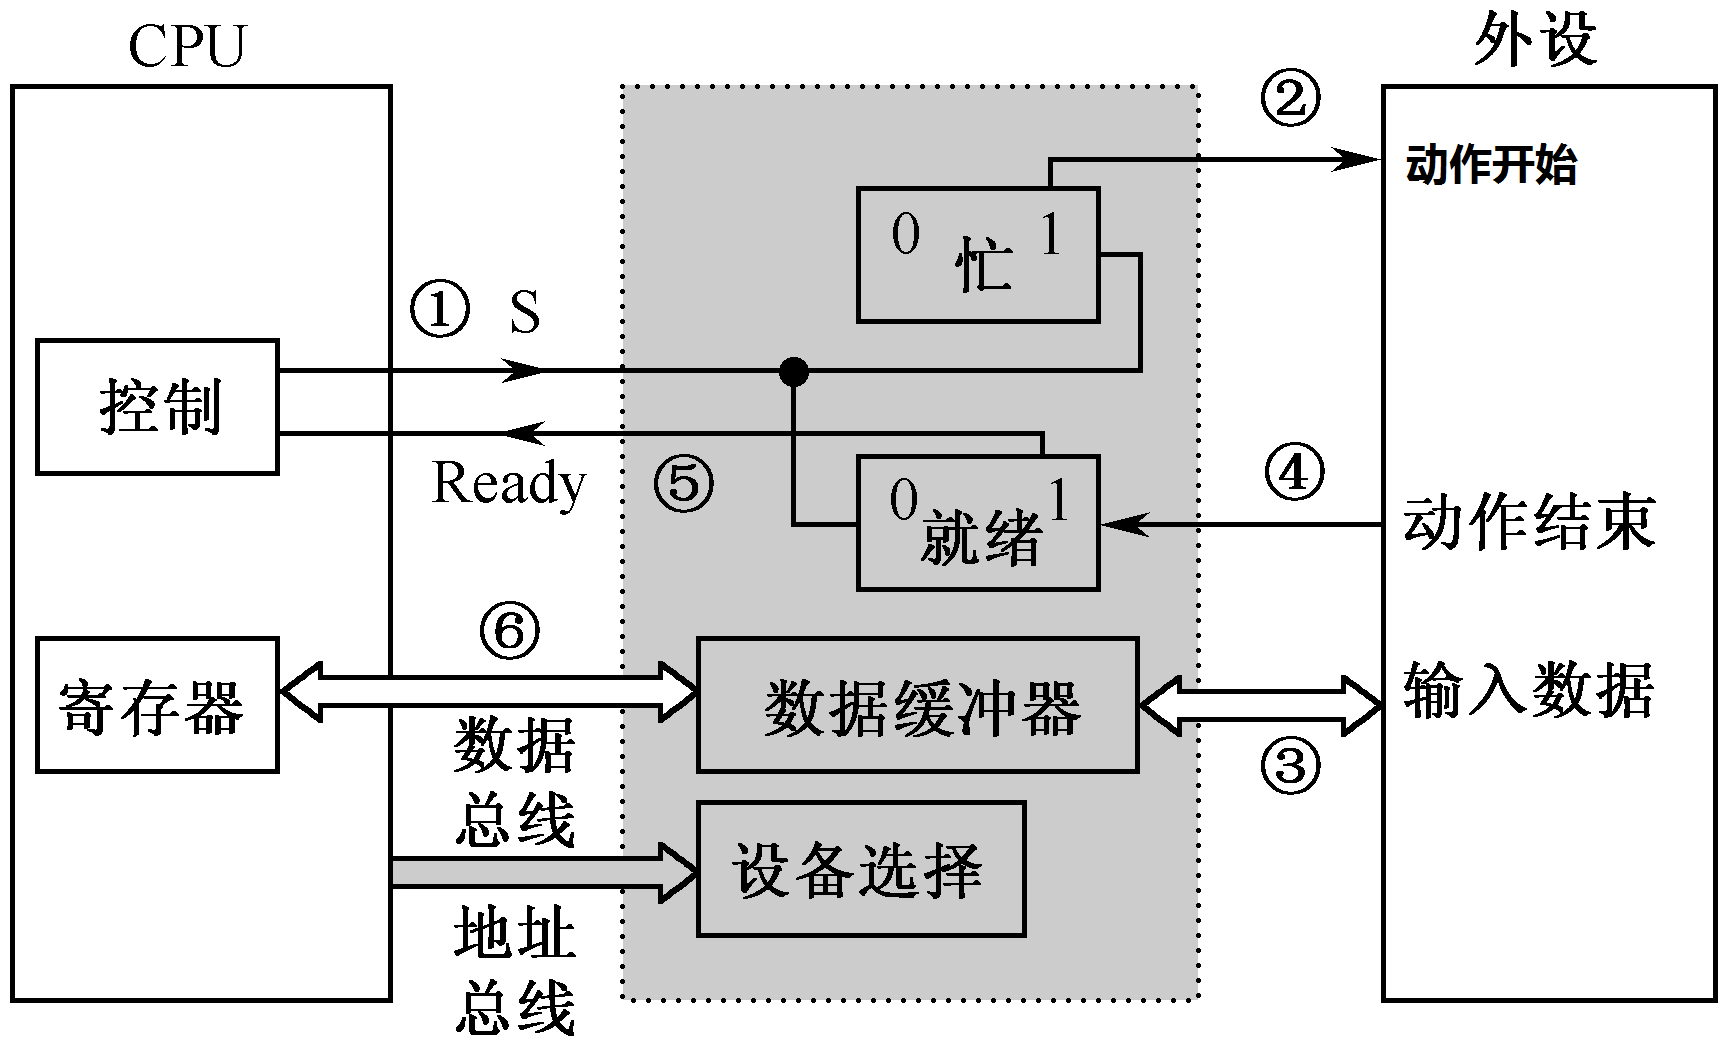 CPU
外设
②
动作开始
0 1
忙
① S
控制
Ready ⑤
0 1
就绪
④
动作结束
⑥
寄存器
数据缓冲器
输入数据
③
数据
总线
设备选择
地址
总线